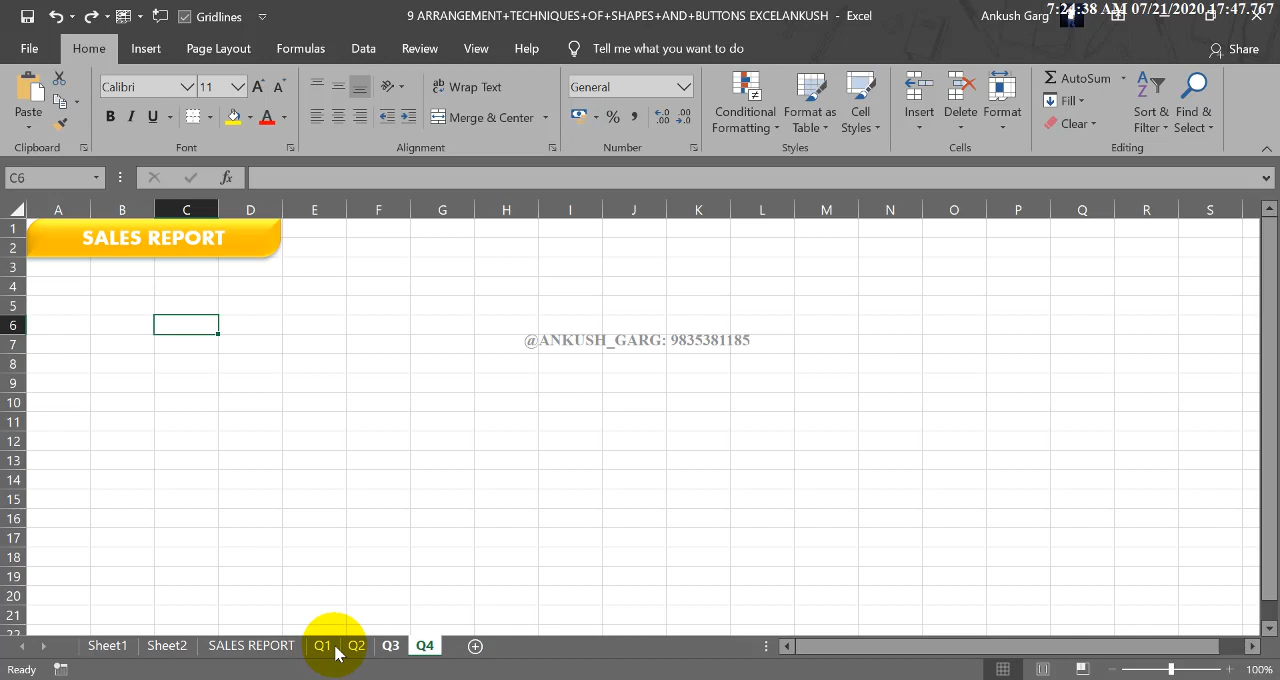 Gridlines 9 ARRANGEMENT+TECHNIQUES+OF+SHAPES+AND+BUTTONS EXCELANKUSH - Excel Ankush Garg 7:24:38 AM 07/21/2020 17:47.767
File Home Insert Page Layout Formulas Data Review View Help Tell me what you want to do Share
Paste Calibri 11 Wrap Text General Conditional Formatting Format as Table Cell Styles Insert Delete Format AutoSum Sort & Filter Find & Select
B I U Merge & Center % Fill
Clear
Clipboard Font Alignment Number Styles Cells Editing
C6 fx
A B C D E F G H I J K L M N O P Q R S
1
SALES REPORT
2
3
4
5
6
7 @ANKUSH_GARG: 9835381185
8
9
10
11
12
13
14
15
16
17
18
19
20
21
22
Sheet1 Sheet2 SALES REPORT Q1 Q2 Q3 Q4
Ready 100%